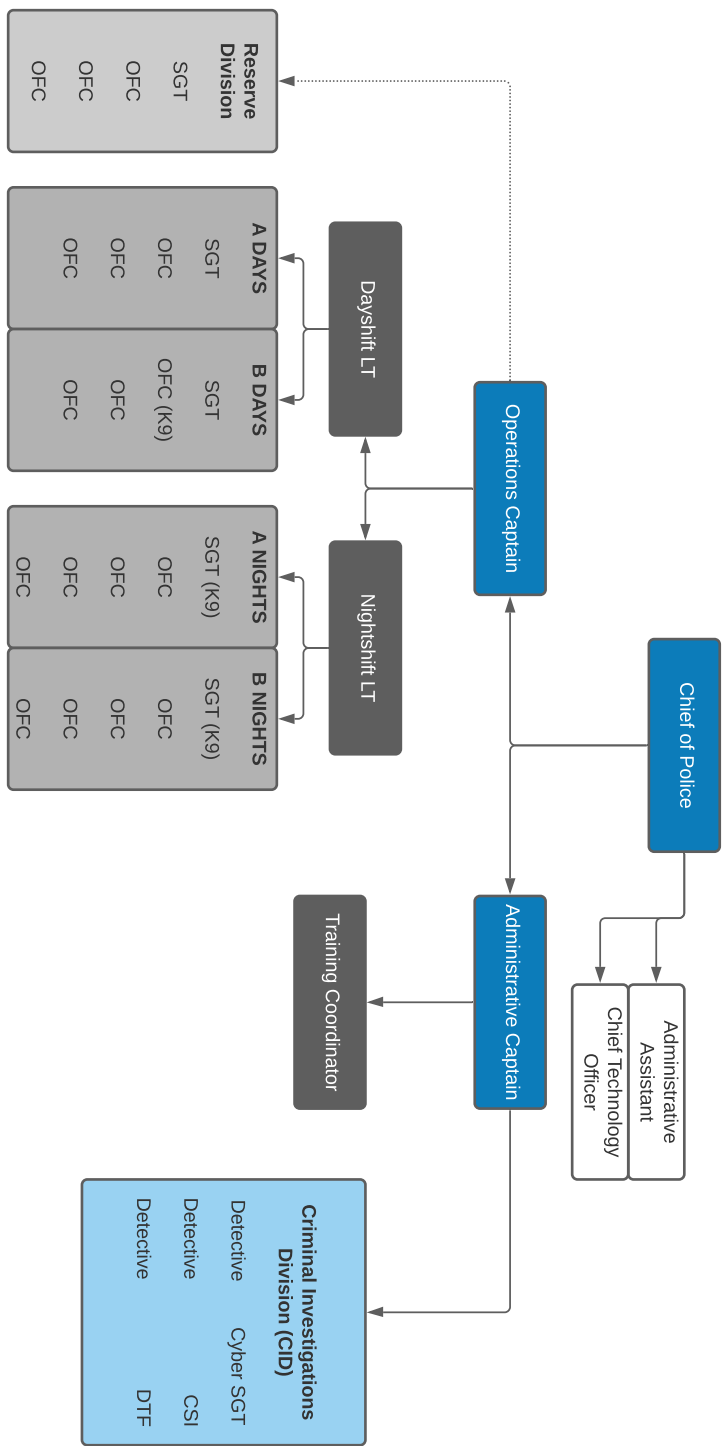 Chief of Police
Administrative
Assistant
Chief Technology
Officer
Operations Captain
Administrative Captain
Dayshift LT
Nightshift LT
Training Coordinator
Reserve
Division
SGT
OFC
OFC
OFC
A DAYS
SGT
OFC
OFC
OFC
B DAYS
SGT
OFC (K9)
OFC
OFC
A NIGHTS
SGT (K9)
OFC
OFC
OFC
OFC
B NIGHTS
SGT (K9)
OFC
OFC
OFC
OFC
Criminal Investigations
Division (CID)
Detective Cyber SGT
Detective CSI
Detective DTF